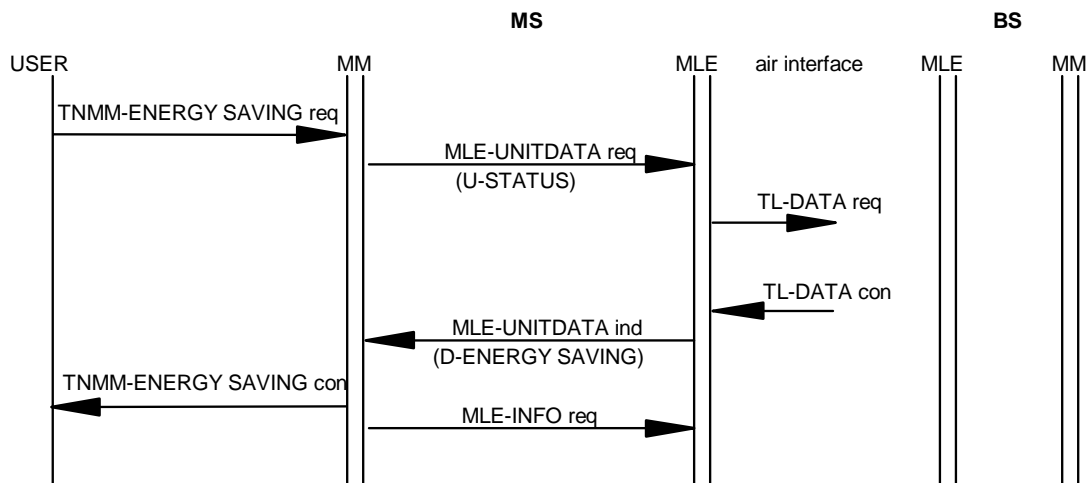 MS BS
USER MM MLE air interface MLE MM
TNMM-ENERGY SAVING req
MLE-UNITDATA req
(U-STATUS)
TL-DATA req
TL-DATA con
MLE-UNITDATA ind
(D-ENERGY SAVING)
TNMM-ENERGY SAVING con
MLE-INFO req